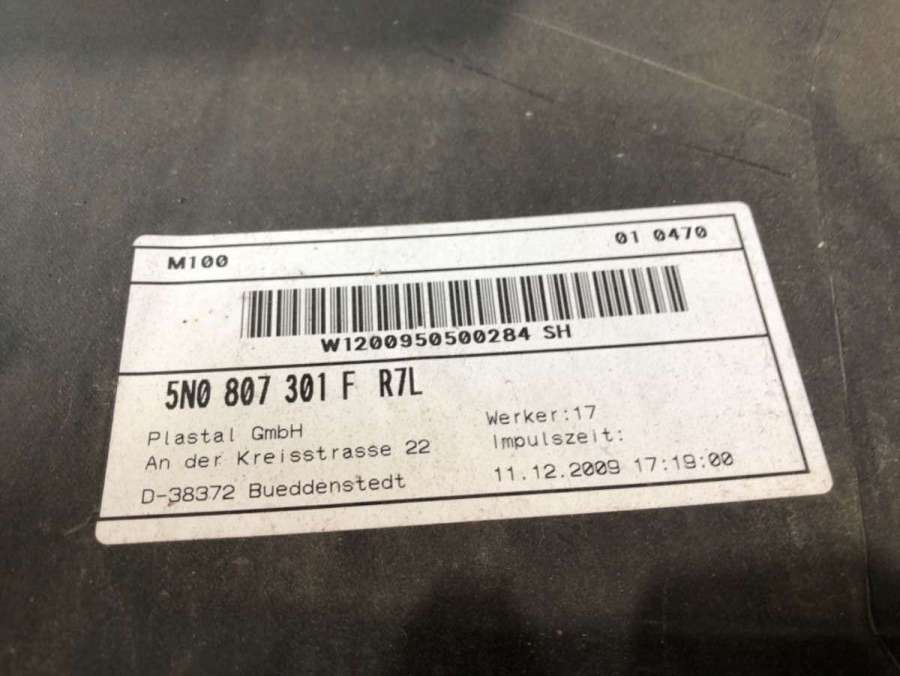 M100
01 0470
W1200950500284 SH
5N0 807 301 F R7L
Plastal GmbH
An der Kreisstrasse 22
D-38372 Bueddenstedt
Werker:17
Impulszeit:
11.12.2009 17:19:00